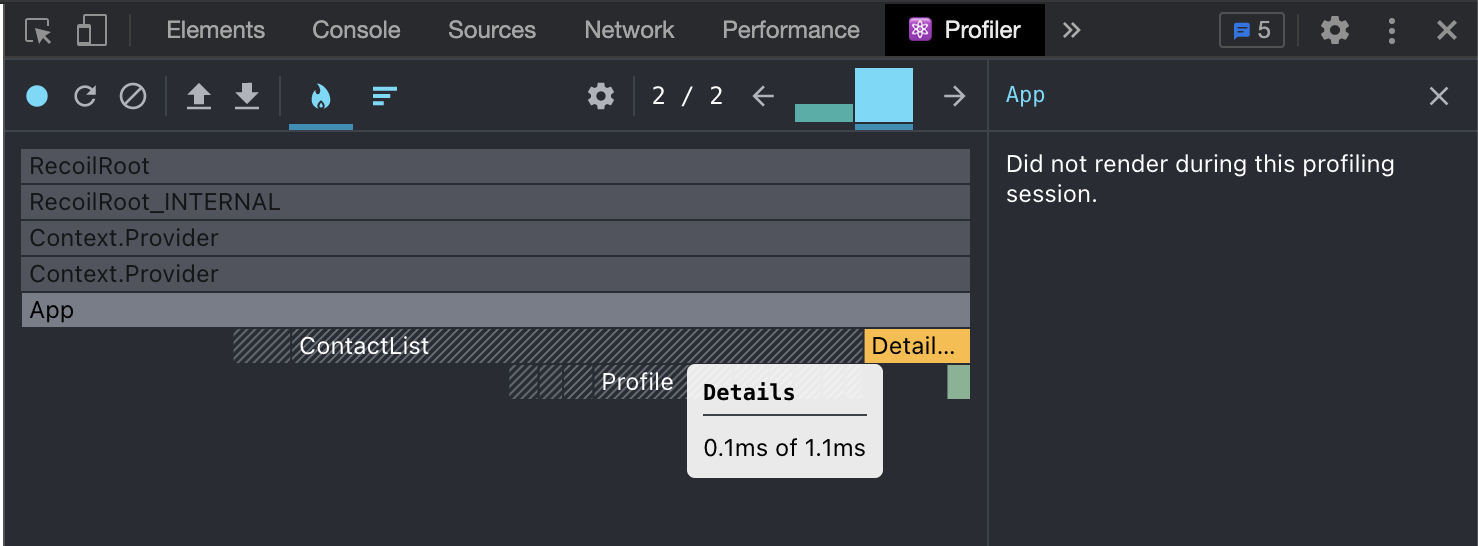 Elements Console Sources Network Performance Profiler 5
2 / 2 App
Did not render during this profiling
session.
RecoilRoot
RecoilRoot_INTERNAL
Context.Provider
Context.Provider
App
ContactList Detail...
Profile
Details
0.1ms of 1.1ms